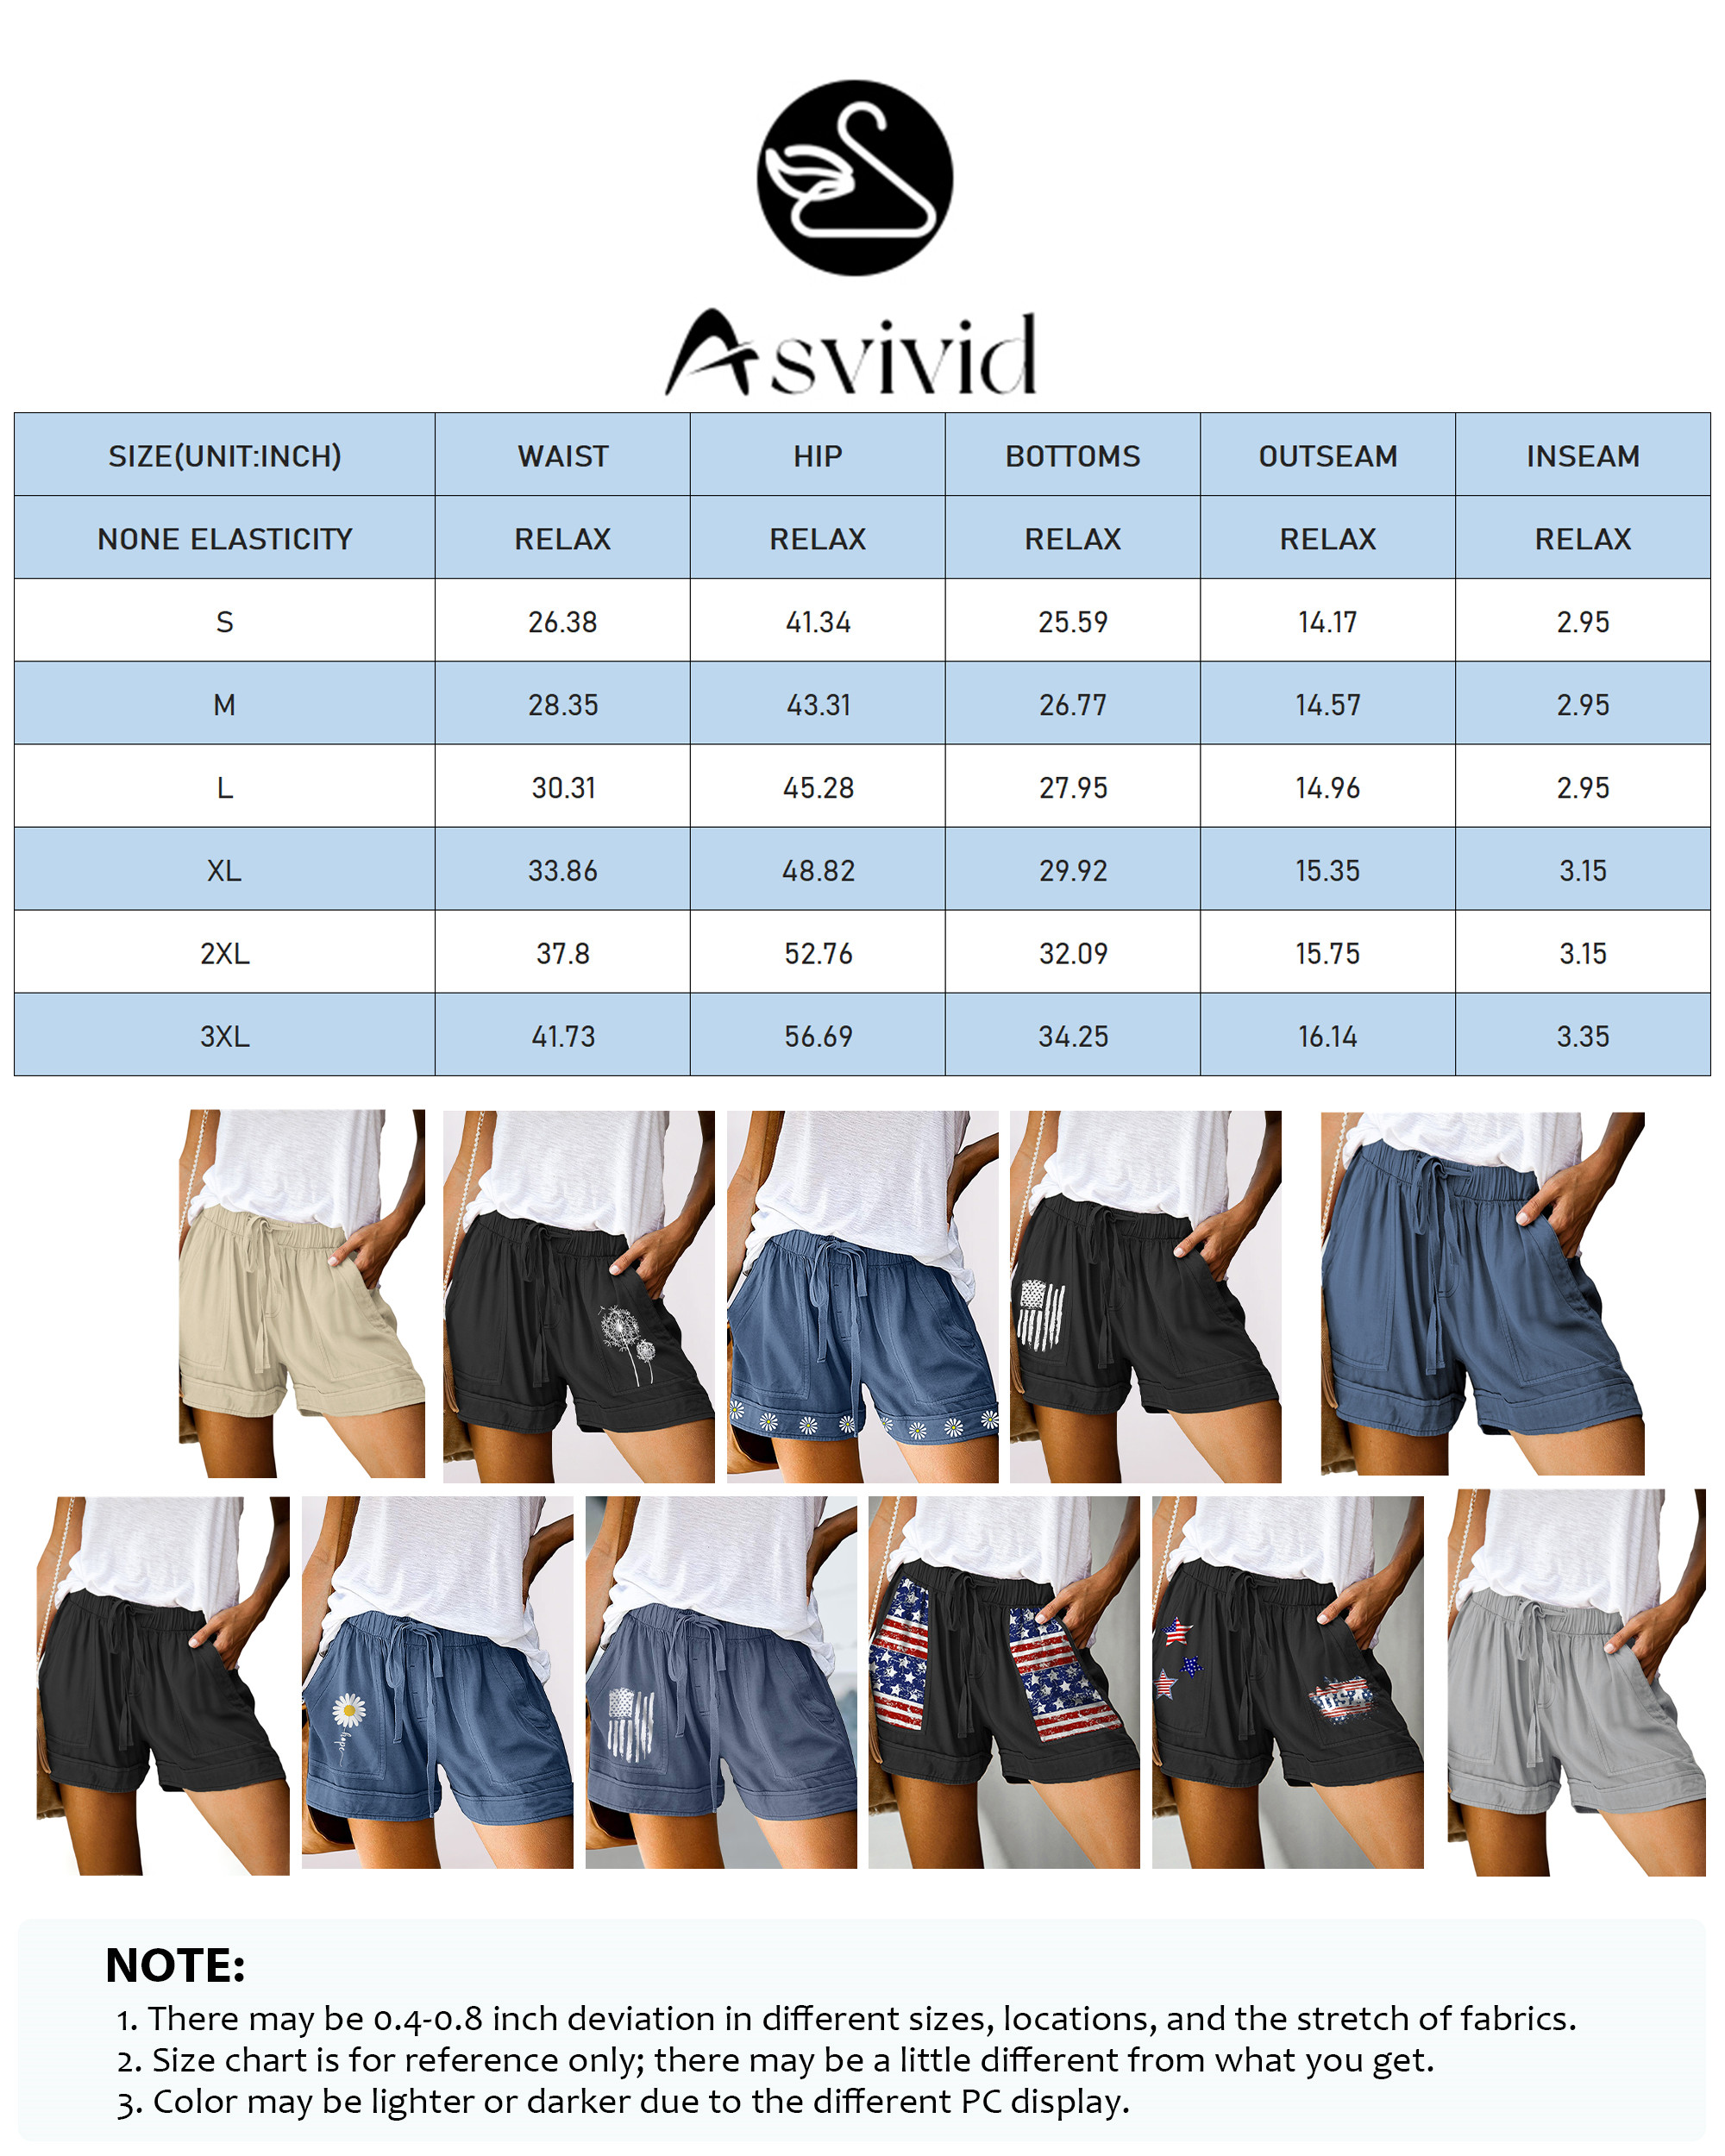 Asvivid
SIZE(UNIT:INCH) WAIST HIP BOTTOMS OUTSEAM INSEAM
NONE ELASTICITY RELAX RELAX RELAX RELAX RELAX
S 26.38 41.34 25.59 14.17 2.95
M 28.35 43.31 26.77 14.57 2.95
L 30.31 45.28 27.95 14.96 2.95
XL 33.86 48.82 29.92 15.35 3.15
2XL 37.8 52.76 32.09 15.75 3.15
3XL 41.73 56.69 34.25 16.14 3.35
hope
USA
NOTE:
1. There may be 0.4-0.8 inch deviation in different sizes, locations, and the stretch of fabrics.
2. Size chart is for reference only; there may be a little different from what you get.
3. Color may be lighter or darker due to the different PC display.